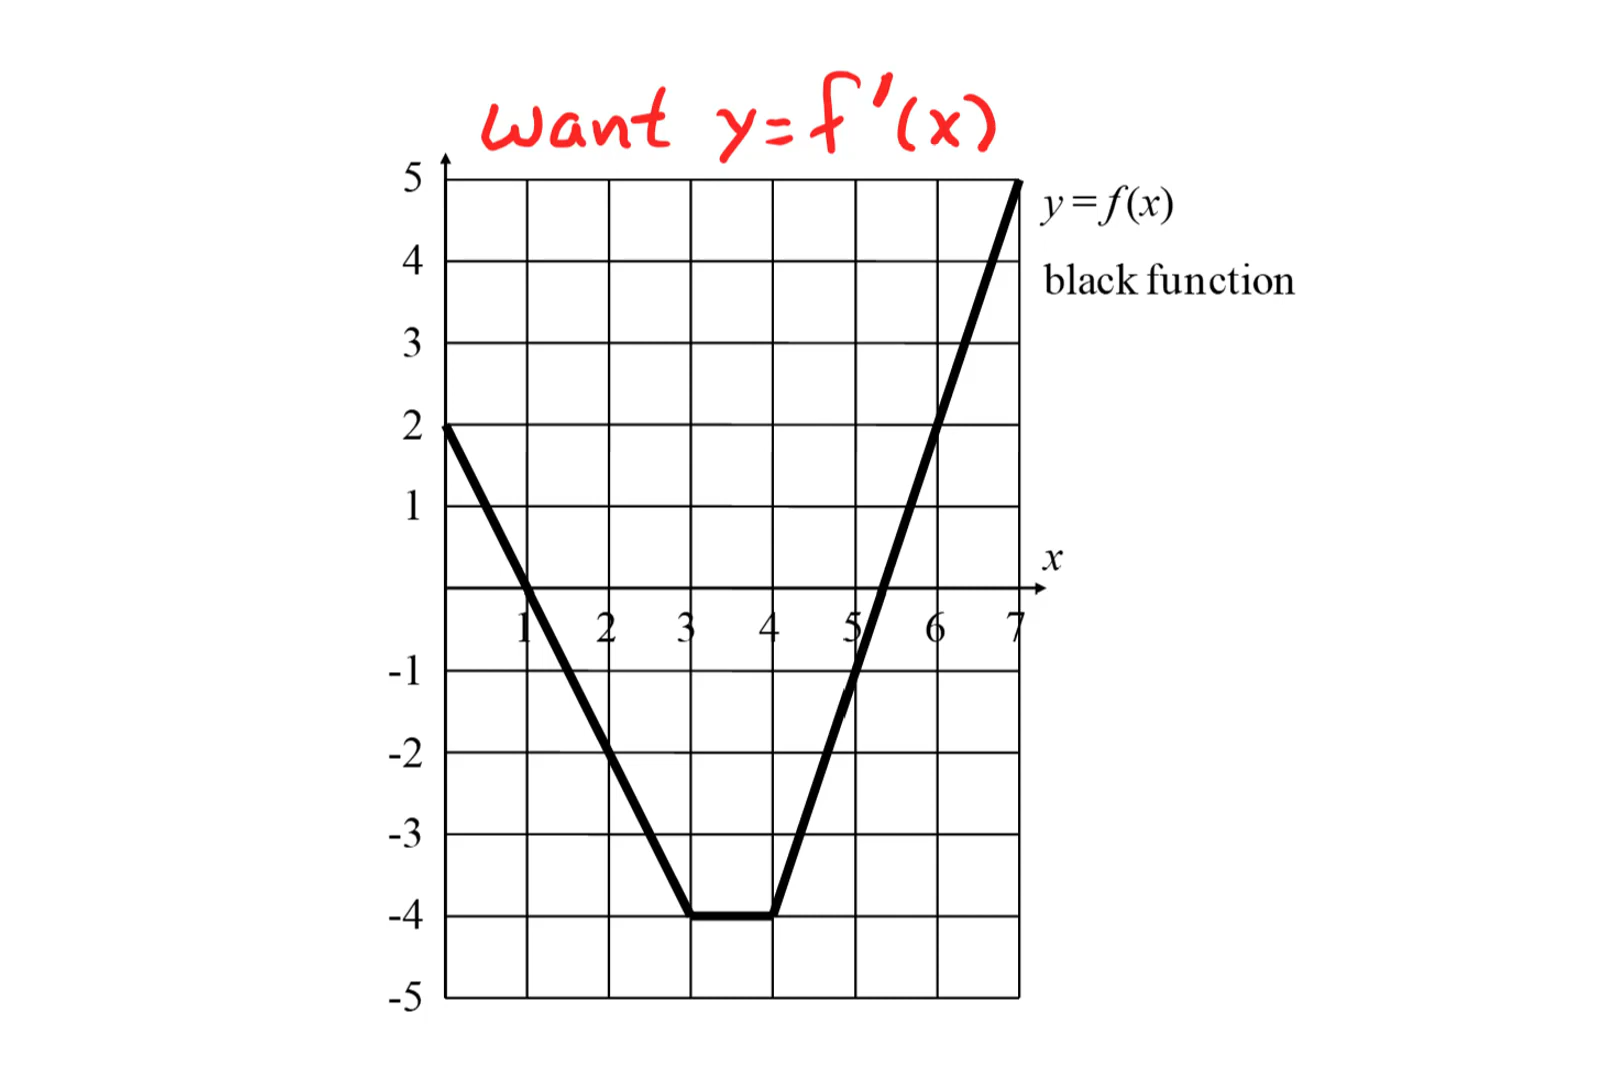 want y=f'(x)
5
y=f(x)
4
black function
3
2
1
x
1 2 3 4 5 6 7
-1
-2
-3
-4
-5